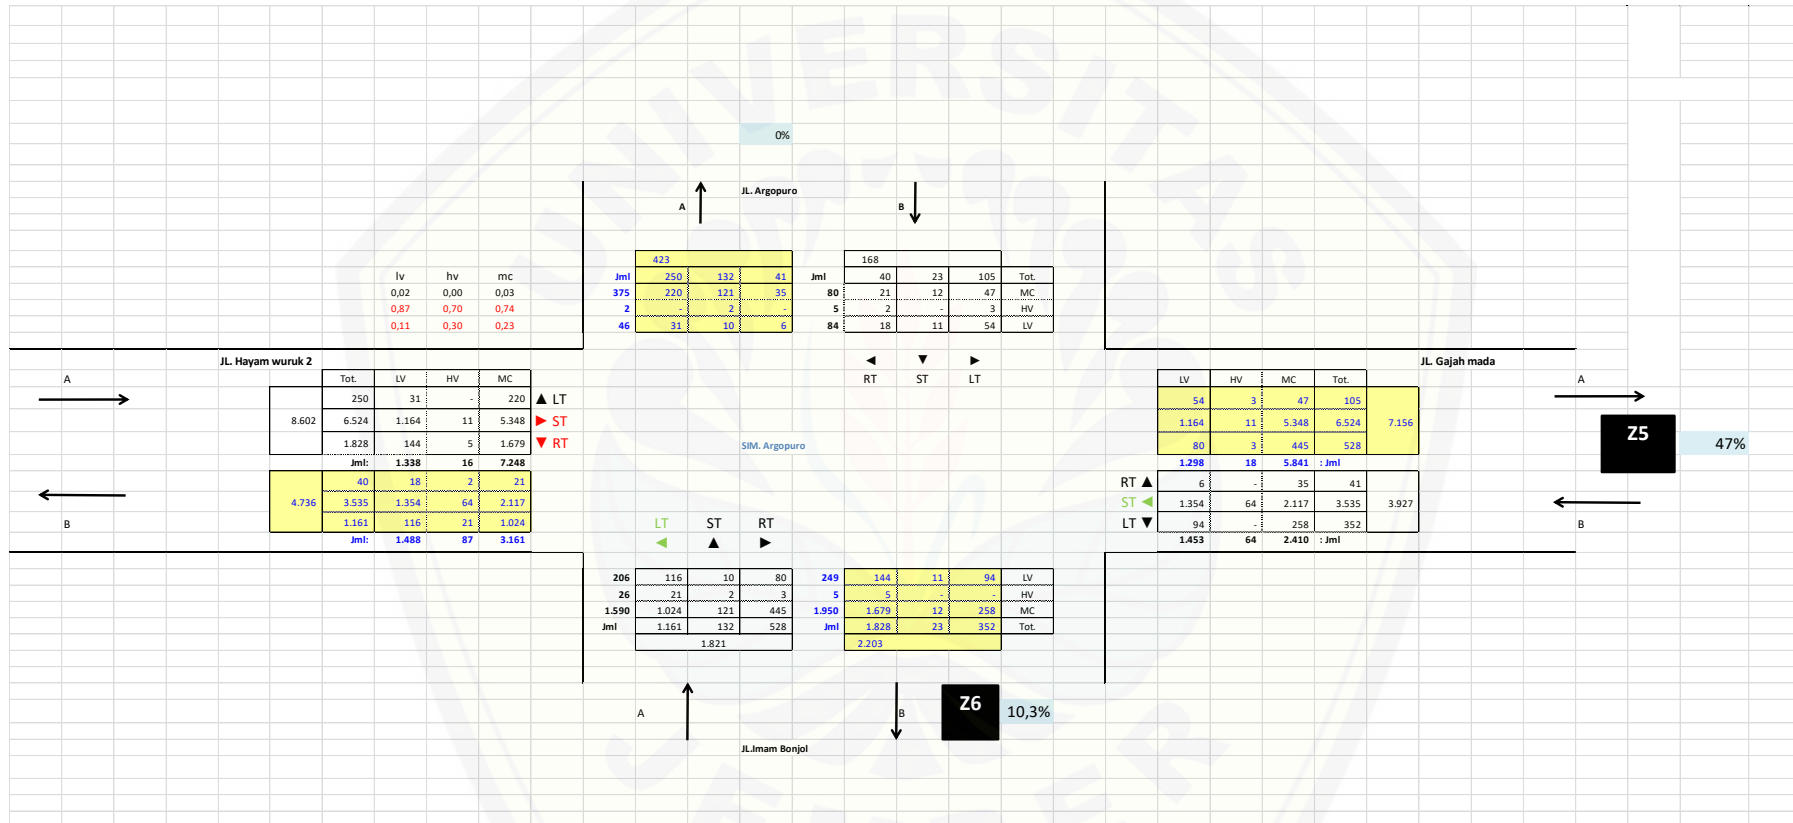 UNIVERSITAS
0%
JL. Argopuro
A
B
423
168
lv hv mc
Jml 250 132 41
Jml 40 23 105 Tot.
0,02 0,00 0,03
375 220 121 35
80 21 12 47 MC
0,87 0,70 0,74
2 - 2 -
5 2 - 3 HV
0,11 0,30 0,23
46 31 10 6
84 18 11 54 LV
JL. Hayam wuruk 2
◄ ▼ ►
RT ST LT
JL. Gajah mada
A
Tot. LV HV MC
250 31 - 220 ▲ LT
8.602 6.524 1.164 11 5.348 ► ST
1.828 144 5 1.679 ▼ RT
Jml: 1.338 16 7.248
40 18 2 21
4.736 3.535 1.354 64 2.117
1.161 116 21 1.024
Jml: 1.488 87 3.161
B
SIM. Argopuro
LV HV MC Tot.
54 3 47 105
1.164 11 5.348 6.524 7.156
80 3 445 528
1.298 18 5.841 : Jml
RT ▲ 6 - 35 41
ST ◄ 1.354 64 2.117 3.535 3.927
LT ▼ 94 - 258 352
1.453 64 2.410 : Jml
A
Z5
47%
B
LT ST RT
◄ ▲ ►
206 116 10 80
249 144 11 94 LV
26 21 2 3
5 5 - - HV
1.590 1.024 121 445
1.950 1.679 12 258 MC
Jml 1.161 132 528
Jml 1.828 23 352 Tot.
1.821
2.203
A
B
Z6
10,3%
JL.Imam Bonjol
JEMBER